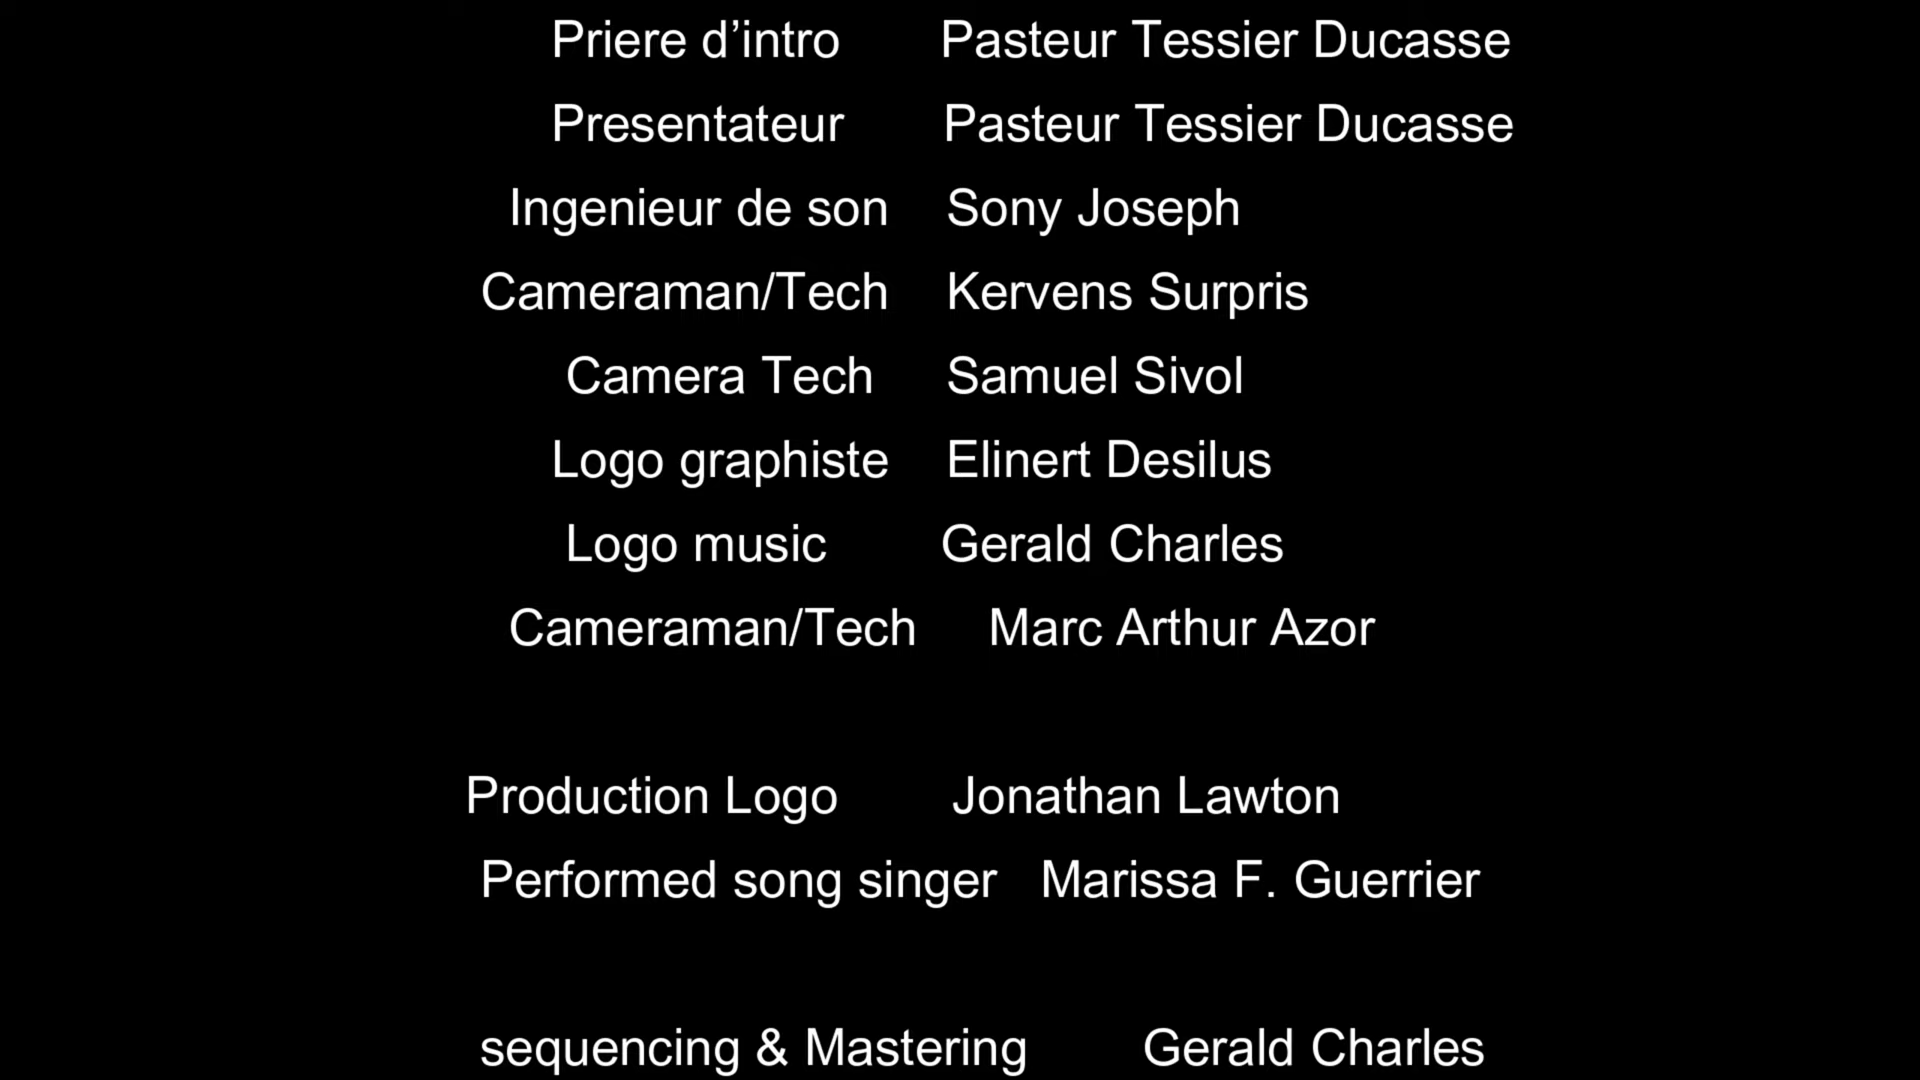 Priere d’intro Pasteur Tessier Ducasse
Présentateur Pasteur Tessier Ducasse
Ingenieur de son Sony Joseph
Cameraman/Tech Kervens Surpris
Camera Tech Samuel Sivol
Logo graphiste Elinert Desilus
Logo music Gerald Charles
Cameraman/Tech Marc Arthur Azor
Production Logo Jonathan Lawton
Performed song singer Marissa F. Guerrier
sequencing & Mastering Gerald Charles